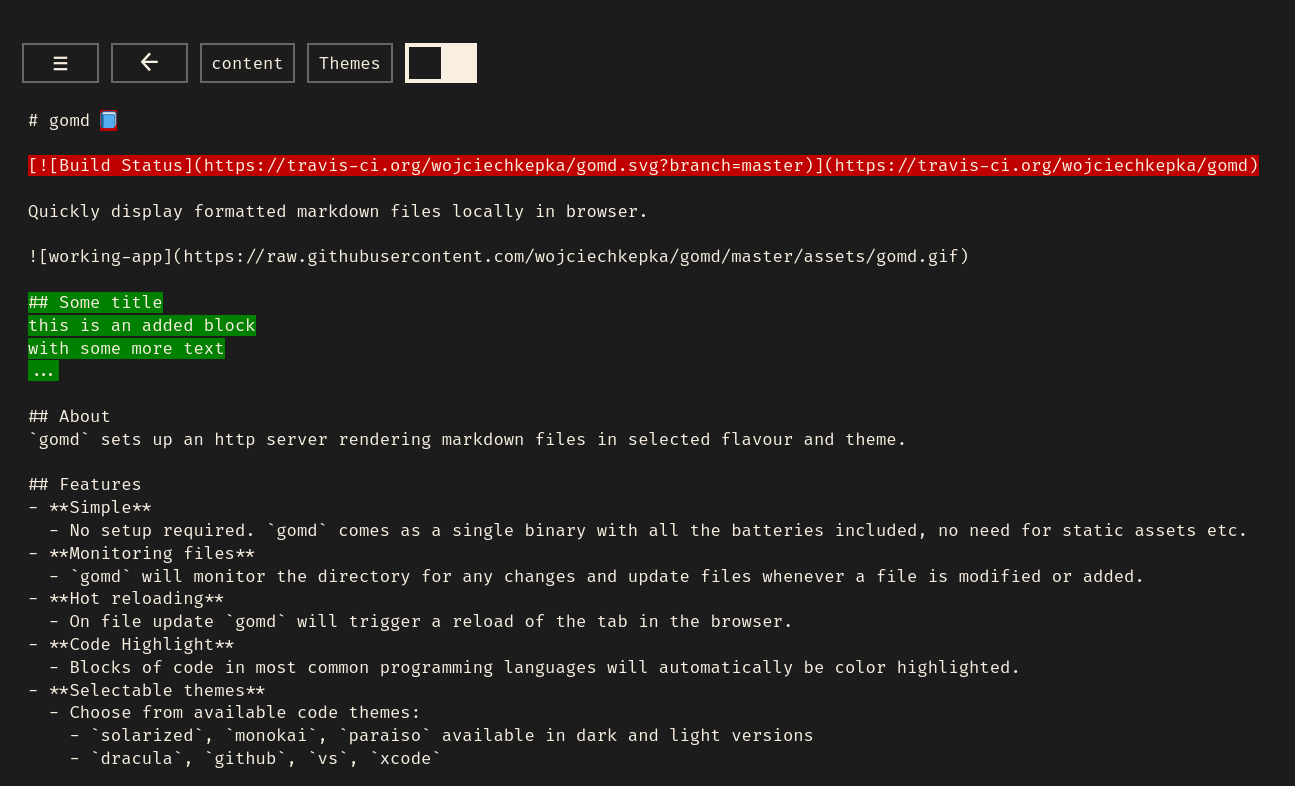 ☰ ← content Themes
# gomd 📘
[![Build Status](https://travis-ci.org/wojciechkepka/gomd.svg?branch=master)](https://travis-ci.org/wojciechkepka/gomd)
Quickly display formatted markdown files locally in browser.
![working-app](https://raw.githubusercontent.com/wojciechkepka/gomd/master/assets/gomd.gif)
## Some title
this is an added block
with some more text
...
## About
`gomd` sets up an http server rendering markdown files in selected flavour and theme.
## Features
- **Simple**
  - No setup required. `gomd` comes as a single binary with all the batteries included, no need for static assets etc.
- **Monitoring files**
  - `gomd` will monitor the directory for any changes and update files whenever a file is modified or added.
- **Hot reloading**
  - On file update `gomd` will trigger a reload of the tab in the browser.
- **Code Highlight**
  - Blocks of code in most common programming languages will automatically be color highlighted.
- **Selectable themes**
  - Choose from available code themes:
    - `solarized`, `monokai`, `paraiso` available in dark and light versions
    - `dracula`, `github`, `vs`, `xcode`